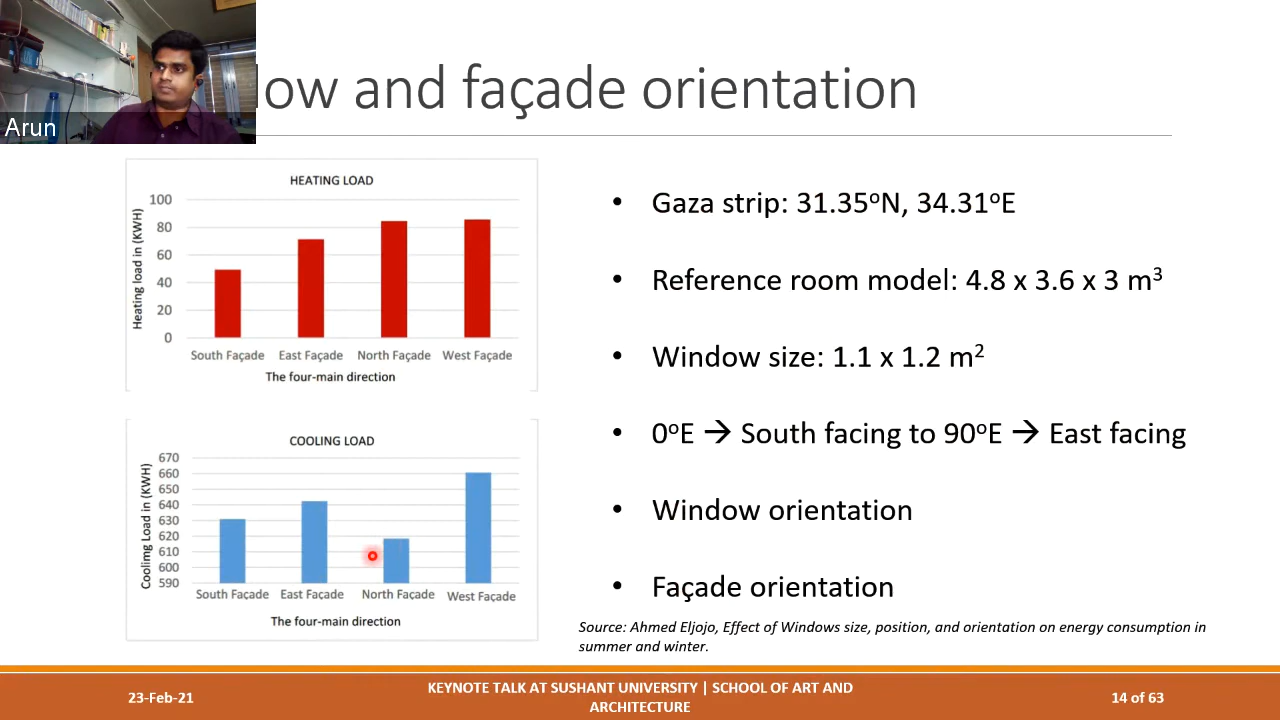 Arun
low and façade orientation
HEATING LOAD
Heating load in (KWH)
100
80
60
40
20
0
South Façade East Façade North Façade West Façade
The four-main direction
COOLING LOAD
Coolimg Load in (KWH)
670
660
650
640
630
620
610
600
590
South Façade East Façade North Façade West Façade
The four-main direction
• Gaza strip: 31.35ᵒN, 34.31ᵒE
• Reference room model: 4.8 x 3.6 x 3 m³
• Window size: 1.1 x 1.2 m²
• 0ᵒE → South facing to 90ᵒE → East facing
• Window orientation
• Façade orientation
Source: Ahmed Eljojo, Effect of Windows size, position, and orientation on energy consumption in
summer and winter.
23-Feb-21
KEYNOTE TALK AT SUSHANT UNIVERSITY | SCHOOL OF ART AND
ARCHITECTURE
14 of 63